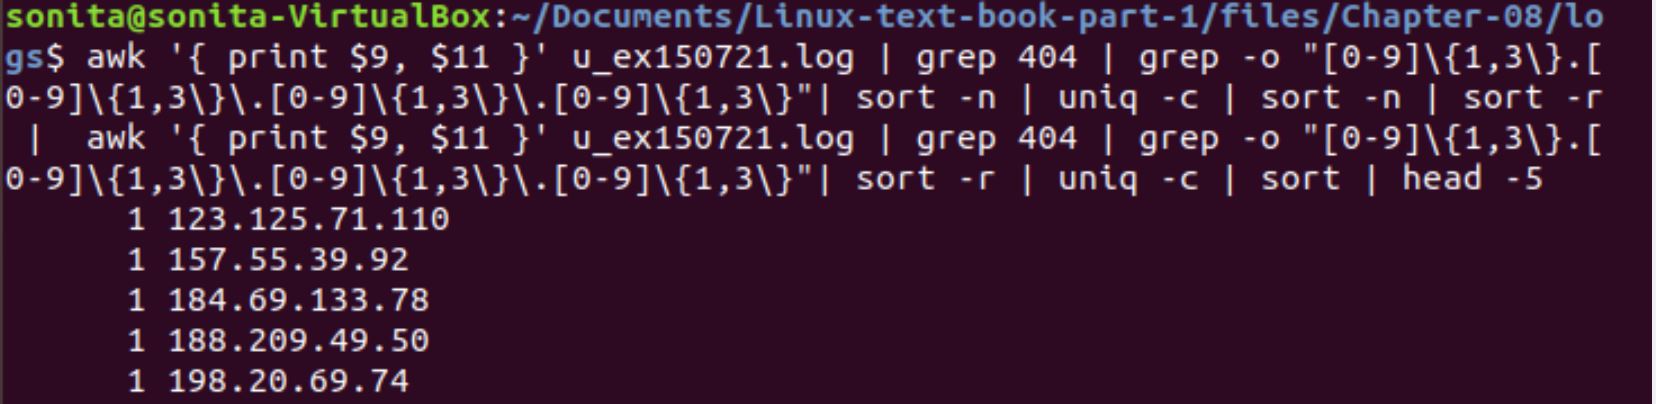 sonita@sonita-VirtualBox:~/Documents/Linux-text-book-part-1/files/Chapter-08/lo
gs$ awk '{ print $9, $11 }' u_ex150721.log | grep 404 | grep -o "[0-9]\{1,3\}.[
0-9]\{1,3\}\.[0-9]\{1,3\}\.[0-9]\{1,3\}"| sort -n | uniq -c | sort -n | sort -r
 |  awk '{ print $9, $11 }' u_ex150721.log | grep 404 | grep -o "[0-9]\{1,3\}.[
0-9]\{1,3\}\.[0-9]\{1,3\}\.[0-9]\{1,3\}"| sort -r | uniq -c | sort | head -5
      1 123.125.71.110
      1 157.55.39.92
      1 184.69.133.78
      1 188.209.49.50
      1 198.20.69.74